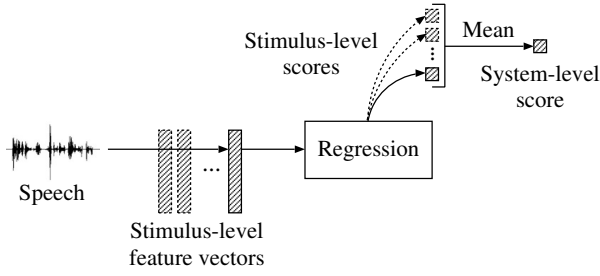 Stimulus-level
scores
Mean
System-level
score
Regression
Speech
...
Stimulus-level
feature vectors